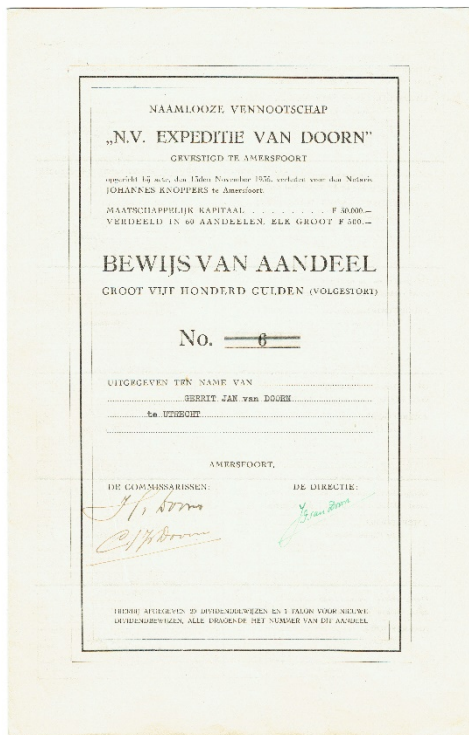 NAAMLOOZE VENNOOTSCHAP
„N.V. EXPEDITIE VAN DOORN”
GEVESTIGD TE AMERSFOORT
opgericht bij acte, den 15den November 1936, verleden voor den Notaris
JOHANNES KNOPPERS te Amersfoort.
MAATSCHAPPELIJK KAPITAAL . . . . . . . . F 30.000.—
VERDEELD IN 60 AANDEELEN, ELK GROOT F 500.—
BEWIJS VAN AANDEEL
GROOT VIJF HONDERD GULDEN (VOLGESTORT)
No. 6
UITGEGEVEN TEN NAME VAN
GERRIT JAN van DOORN
te UTRECHT
AMERSFOORT,
DE COMMISSARISSEN: DE DIRECTIE:
HIERBIJ AFGEGEVEN 29 DIVIDENDBEWIJZEN EN 1 TALON VOOR NIEUWE
DIVIDENDBEWIJZEN, ALLE DRAGENDE HET NUMMER VAN DIT AANDEEL